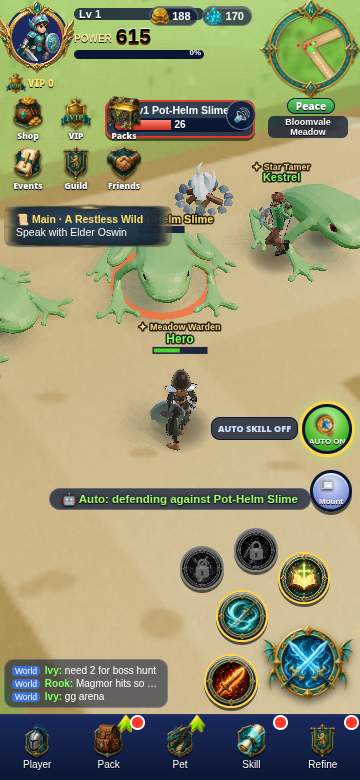 Lv 1
188
170
POWER 615
0%
VIP 0
Shop
VIP
Packs
v1 Pot-Helm Slime
26
Peace
Bloomvale
Meadow
Events
Guild
Friends
Star Tamer
Kestrel
Main · A Restless Wild
Speak with Elder Oswin
elm Slime
Meadow Warden
Hero
AUTO SKILL OFF
AUTO ON
Mount
Auto: defending against Pot-Helm Slime
World Ivy: need 2 for boss hunt
World Rook: Magmor hits so ...
World Ivy: gg arena
Player
Pack
Pet
Skill
Refine